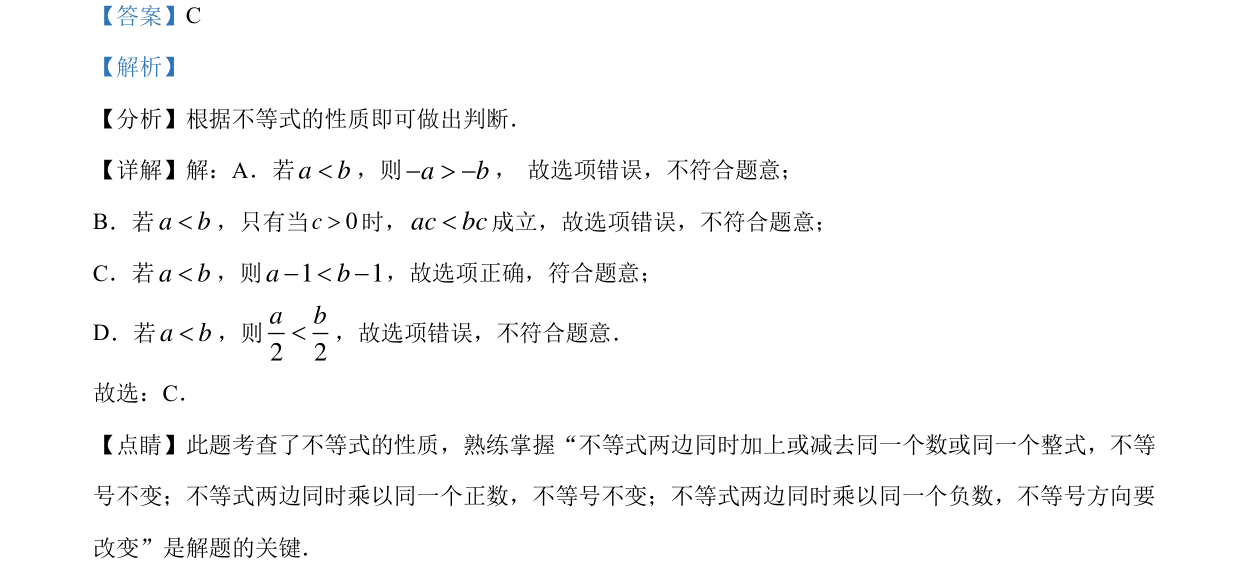 【答案】C
【解析】
【分析】根据不等式的性质即可做出判断．
【详解】解：A．若 a < b ，则 −a > −b ， 故选项错误，不符合题意；
B．若 a < b ，只有当 c > 0 时， ac < bc 成立，故选项错误，不符合题意；
C．若 a < b ，则 a − 1 < b − 1，故选项正确，符合题意；
D．若 a < b ，则 a/2 < b/2 ，故选项错误，不符合题意．
故选：C．
【点睛】此题考查了不等式的性质，熟练掌握“不等式两边同时加上或减去同一个数或同一个整式，不等
号不变；不等式两边同时乘以同一个正数，不等号不变；不等式两边同时乘以同一个负数，不等号方向要
改变”是解题的关键．